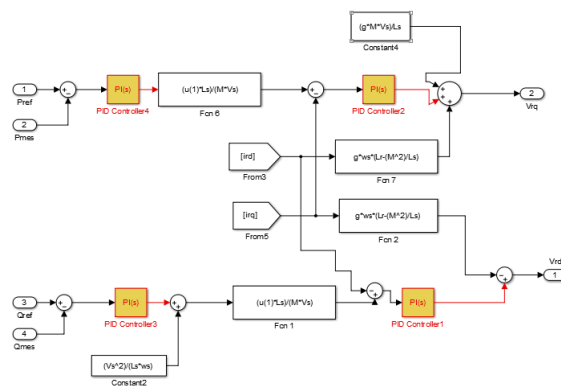 (g*M*Vs)/Ls
Constant4
1
Pref
PI(s)
PID Controller4
(u(1)*Ls)/(M*Vs)
Fcn 6
PI(s)
PID Controller2
2
Vrq
2
Pmes
[ird]
From3
g*ws*(Lr-(M^2)/Ls)
Fcn 7
[irq]
From5
g*ws*(Lr-(M^2)/Ls)
Fcn 2
Vrd
1
3
Qref
PI(s)
PID Controller3
(u(1)*Ls)/(M*Vs)
Fcn 1
PI(s)
PID Controller1
4
Qmes
(Vs^2)/(Ls*ws)
Constant2